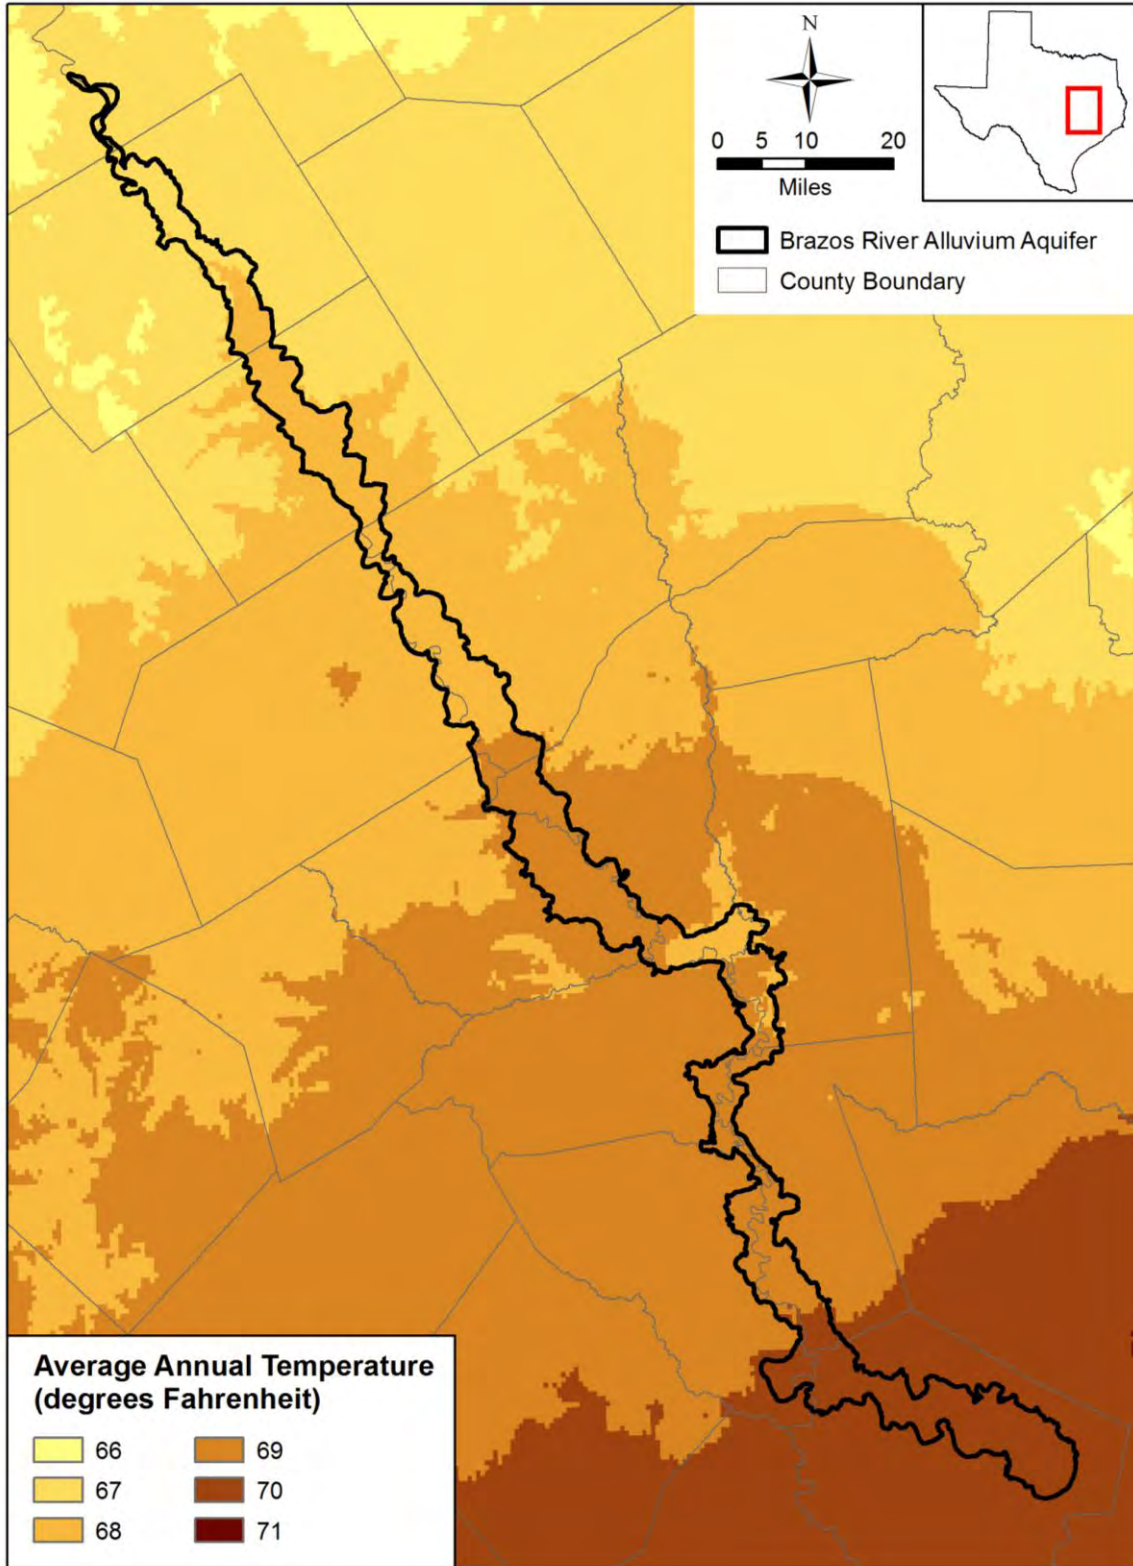 N
0 5 10 20
Miles
Brazos River Alluvium Aquifer
County Boundary
Average Annual Temperature
(degrees Fahrenheit)
66 69
67 70
68 71